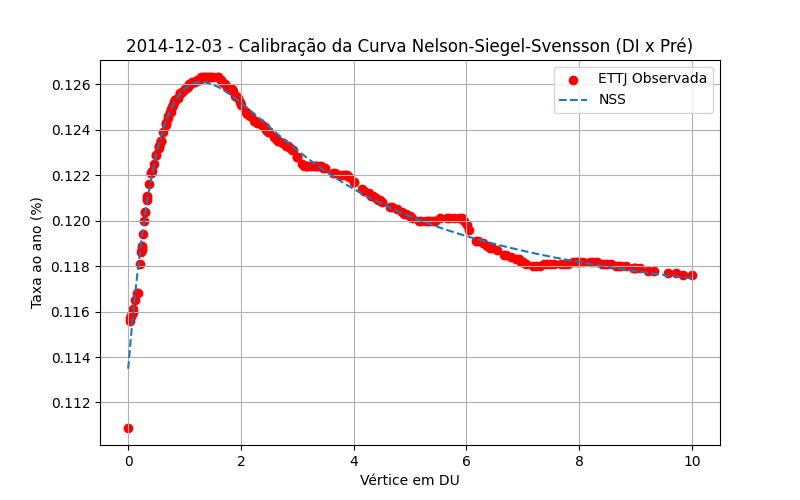 2014-12-03 - Calibração da Curva Nelson-Siegel-Svensson (DI x Pré)
ETTJ Observada
NSS
Taxa ao ano (%)
0.126
0.124
0.122
0.120
0.118
0.116
0.114
0.112
0 2 4 6 8 10
Vértice em DU